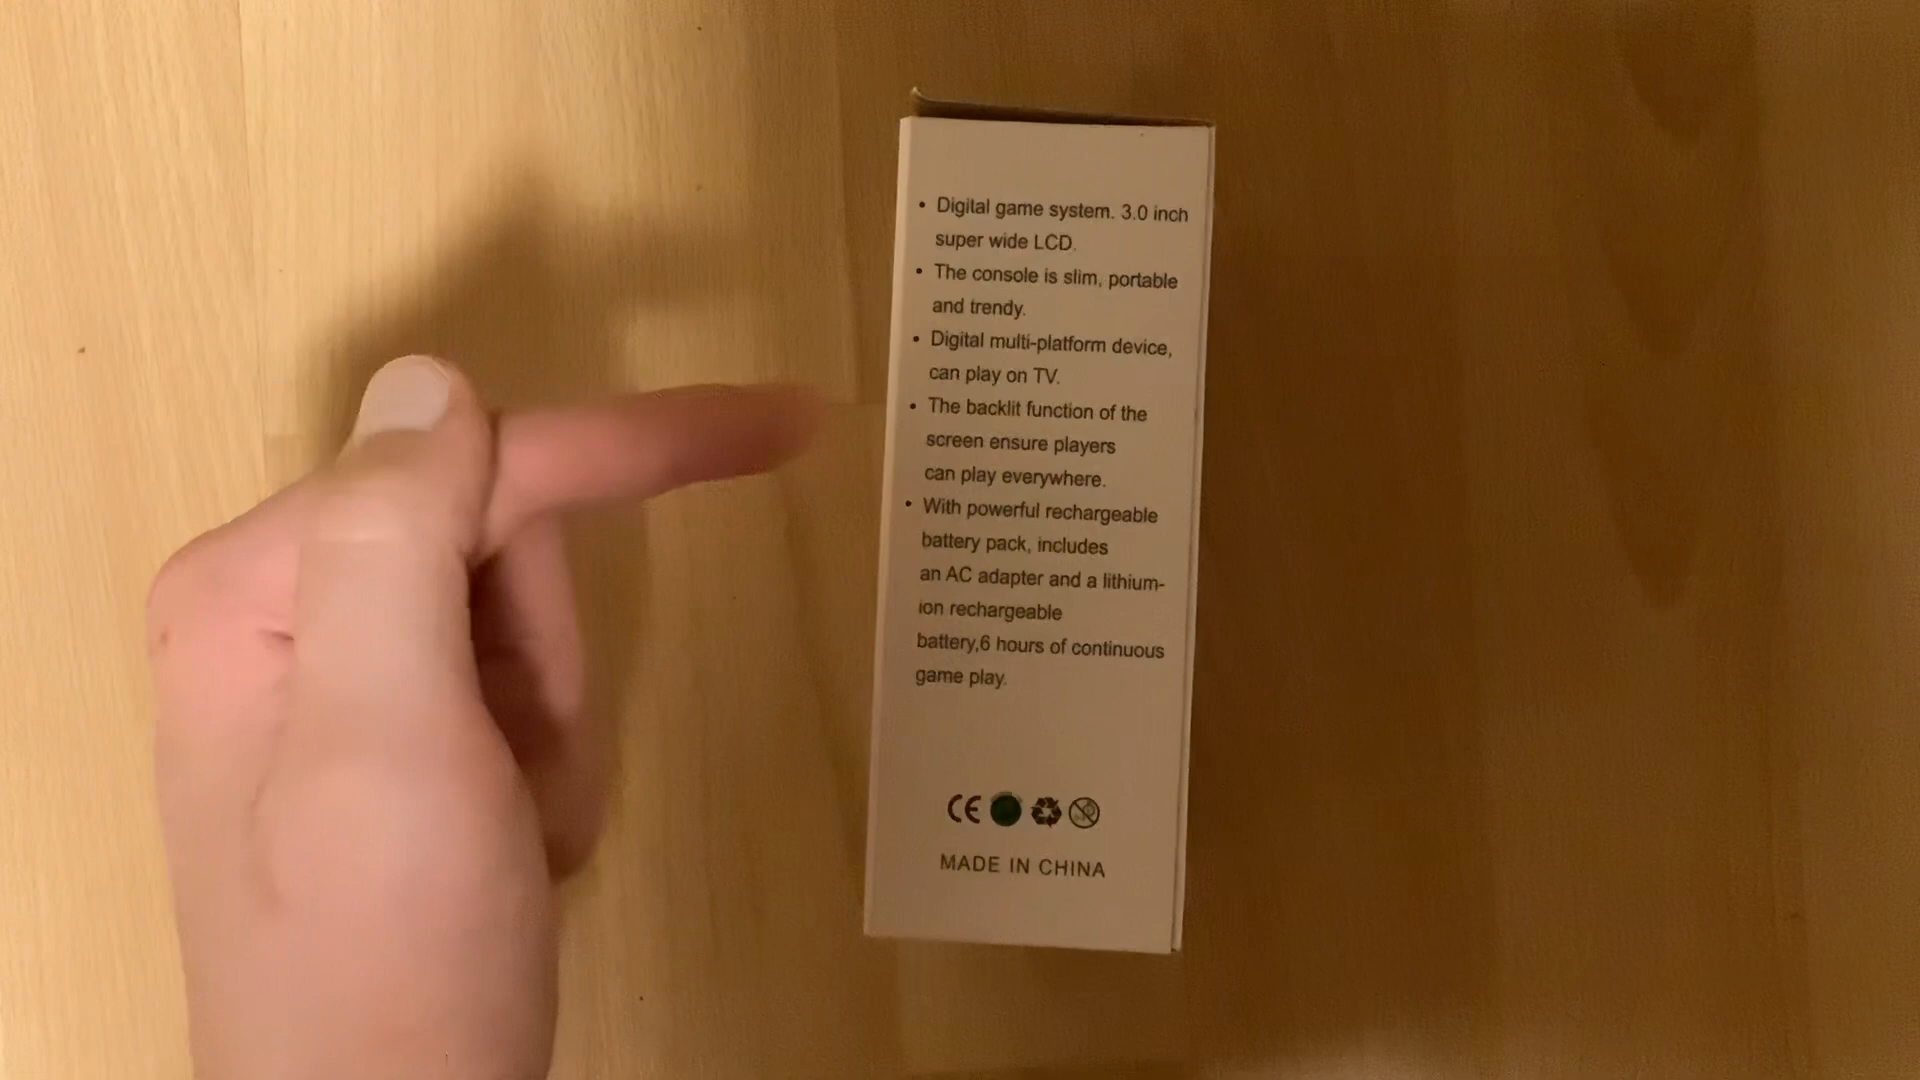 • Digital game system. 3.0 inch
super wide LCD.
• The console is slim, portable
and trendy.
• Digital multi-platform device,
can play on TV.
• The backlit function of the
screen ensure players
can play everywhere.
• With powerful rechargeable
battery pack, includes
an AC adapter and a lithium-
ion rechargeable
battery,6 hours of continuous
game play.
CE
MADE IN CHINA